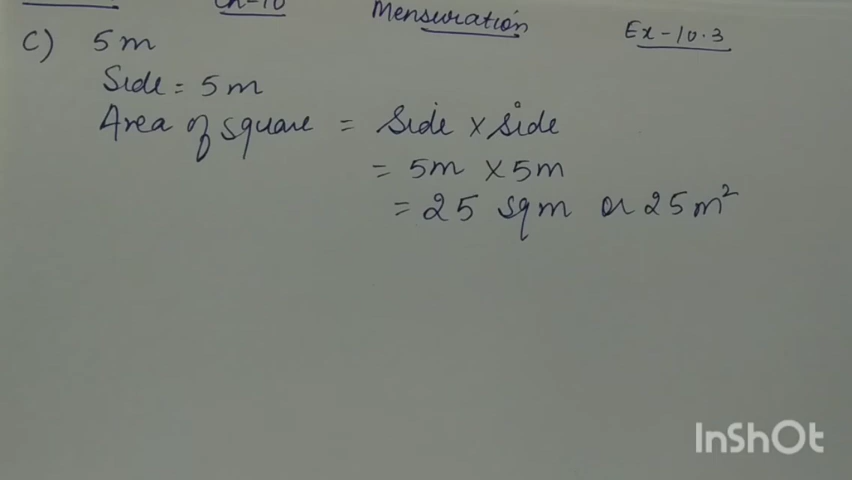 Ch-10 Mensuration Ex-10.3
C) 5m
Side = 5m
Area of square = Side × Side
= 5m × 5m
= 25 sqm or 25m²
InShOt